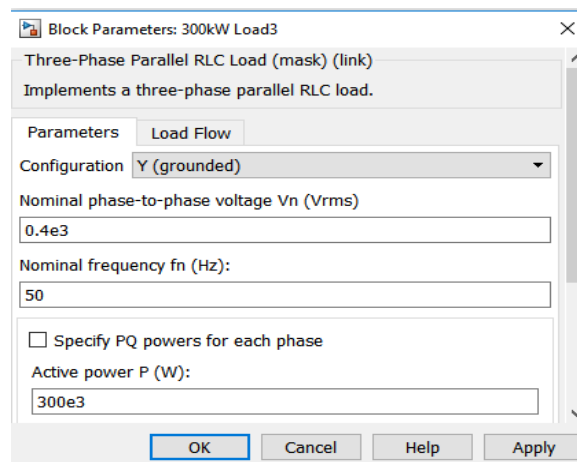 Block Parameters: 300kW Load3
Three-Phase Parallel RLC Load (mask) (link)
Implements a three-phase parallel RLC load.
Parameters Load Flow
Configuration Y (grounded)
Nominal phase-to-phase voltage Vn (Vrms)
0.4e3
Nominal frequency fn (Hz):
50
Specify PQ powers for each phase
Active power P (W):
300e3
OK Cancel Help Apply